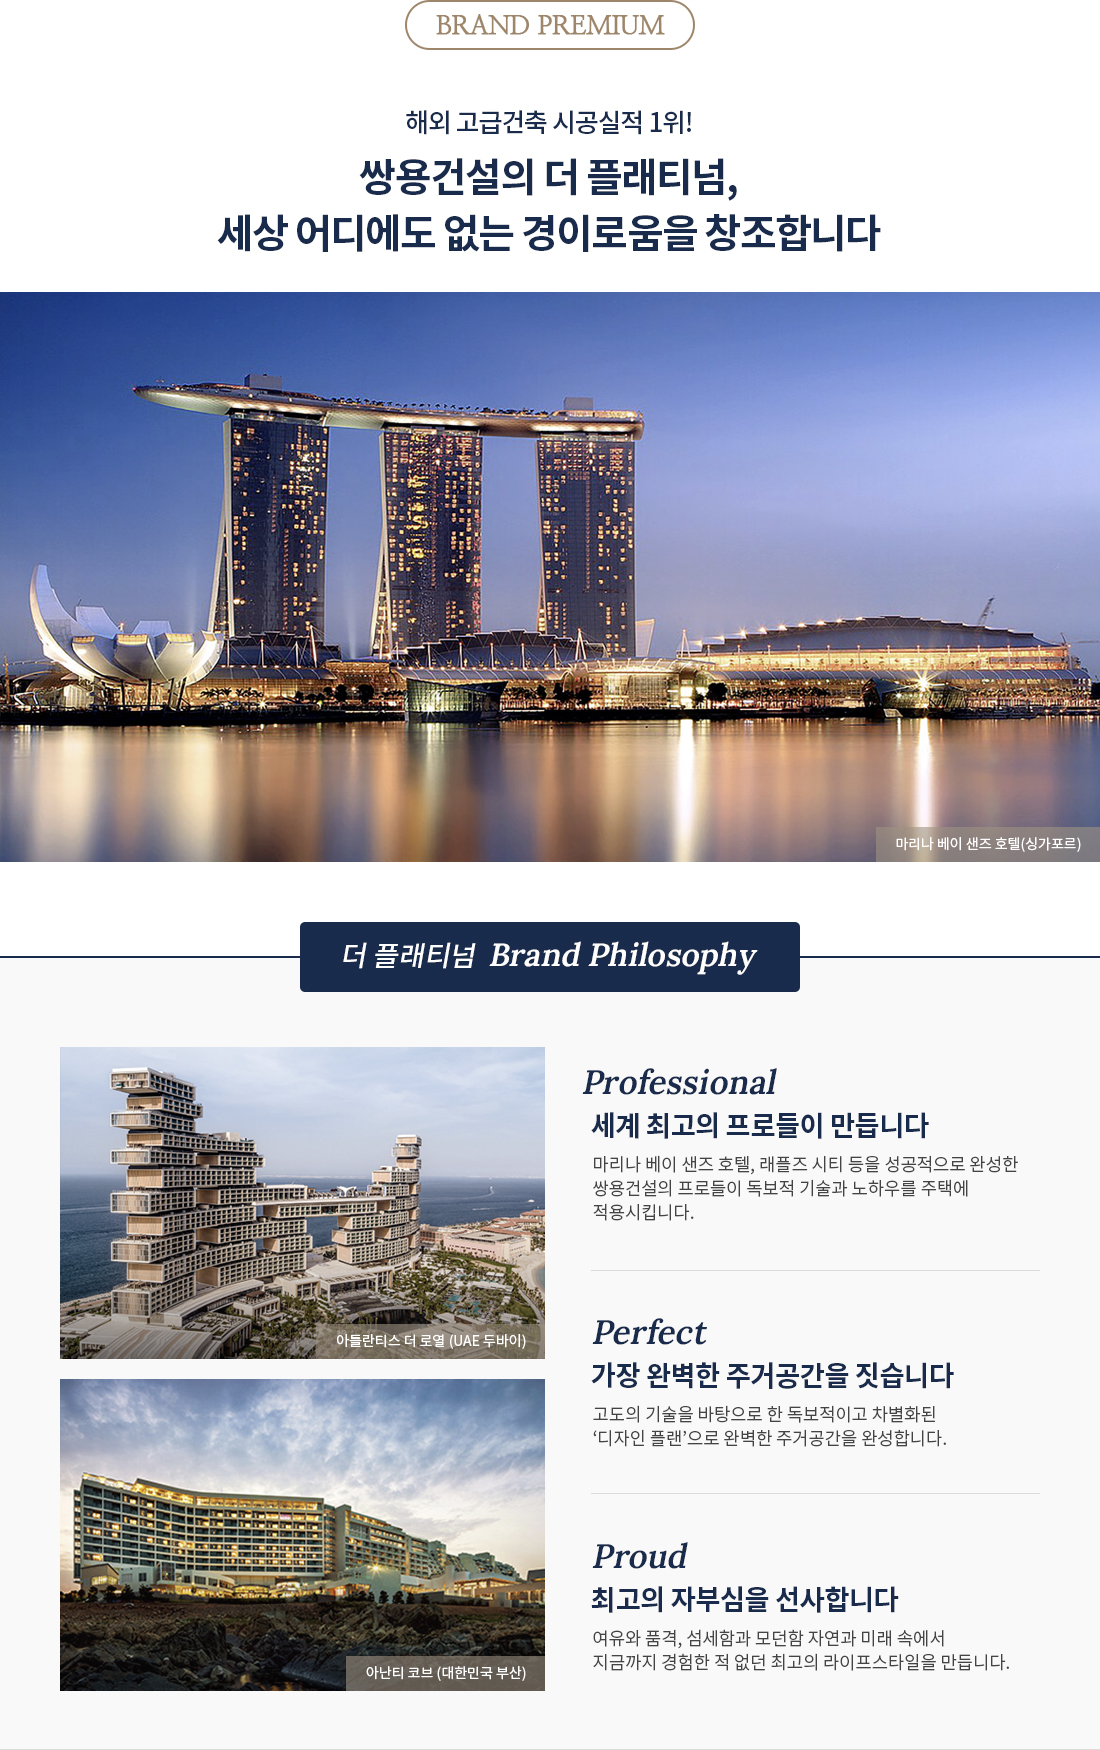 BRAND PREMIUM
해외 고급건축 시공실적 1위!
쌍용건설의 더 플래티넘,
세상 어디에도 없는 경이로움을 창조합니다
마리나 베이 샌즈 호텔(싱가포르)
더 플래티넘 Brand Philosophy
아틀란티스 더 로열 (UAE 두바이)
아난티 코브 (대한민국 부산)
Professional
세계 최고의 프로들이 만듭니다
마리나 베이 샌즈 호텔, 래플즈 시티 등을 성공적으로 완성한
쌍용건설의 프로들이 독보적 기술과 노하우를 주택에
적용시킵니다.
Perfect
가장 완벽한 주거공간을 짓습니다
고도의 기술을 바탕으로 한 독보적이고 차별화된
‘디자인 플랜’으로 완벽한 주거공간을 완성합니다.
Proud
최고의 자부심을 선사합니다
여유와 품격, 섬세함과 모던함 자연과 미래 속에서
지금까지 경험한 적 없던 최고의 라이프스타일을 만듭니다.